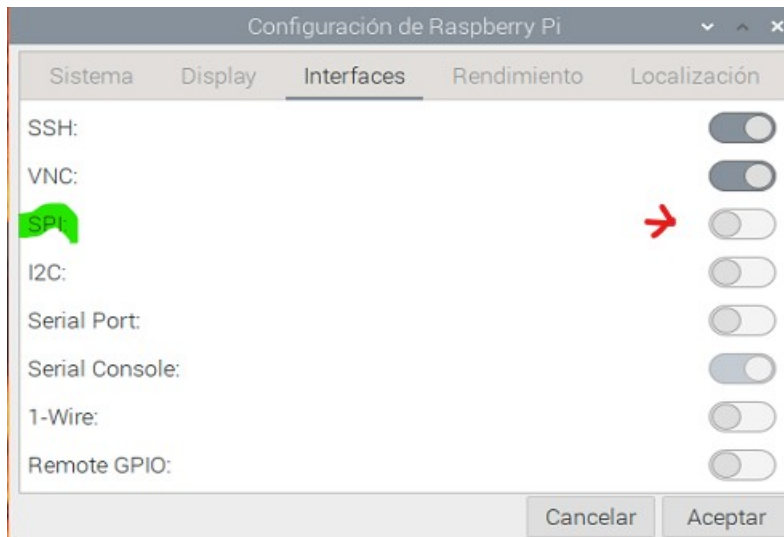 Configuración de Raspberry Pi
Sistema Display Interfaces Rendimiento Localización
SSH:
VNC:
SPI:
I2C:
Serial Port:
Serial Console:
1-Wire:
Remote GPIO:
Cancelar Aceptar